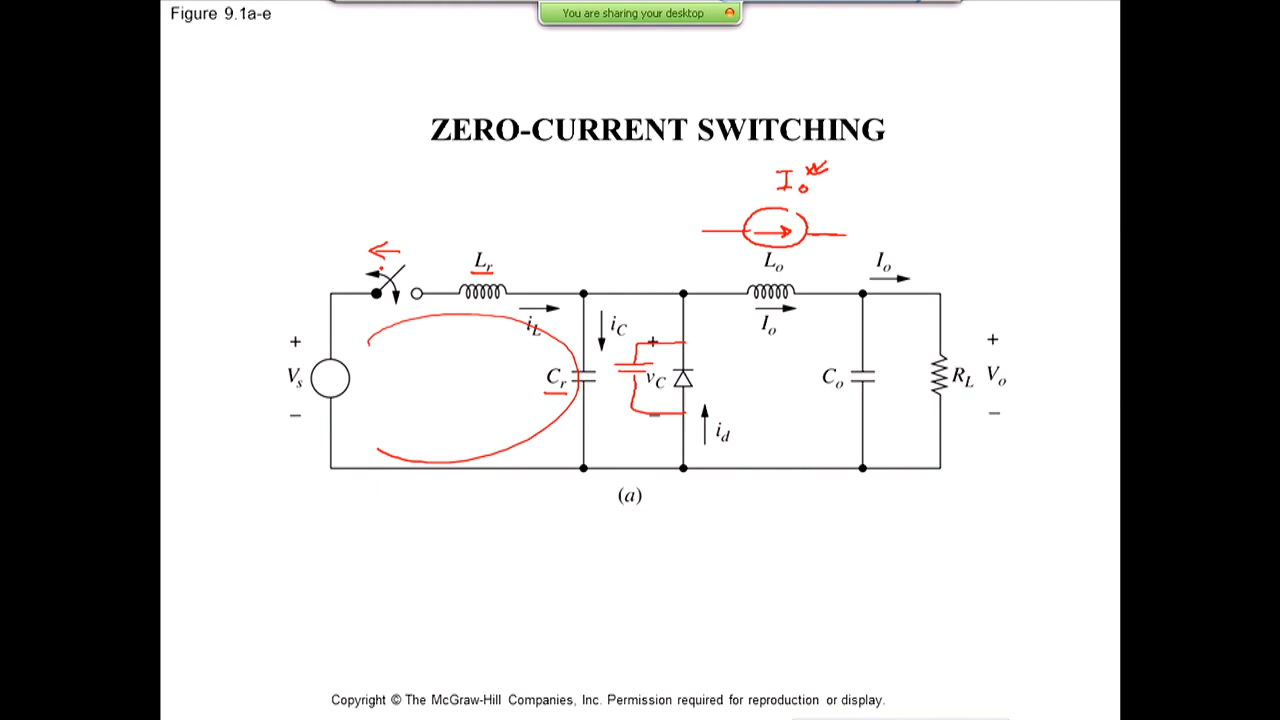 Figure 9.1a-e
You are sharing your desktop
ZERO-CURRENT SWITCHING
I₀*
Lr
Lo
Io
iL
iC
Io
+
Vs
−
Cr
+
vC
−
id
Co
RL
+
Vo
−
(a)
Copyright © The McGraw-Hill Companies, Inc. Permission required for reproduction or display.